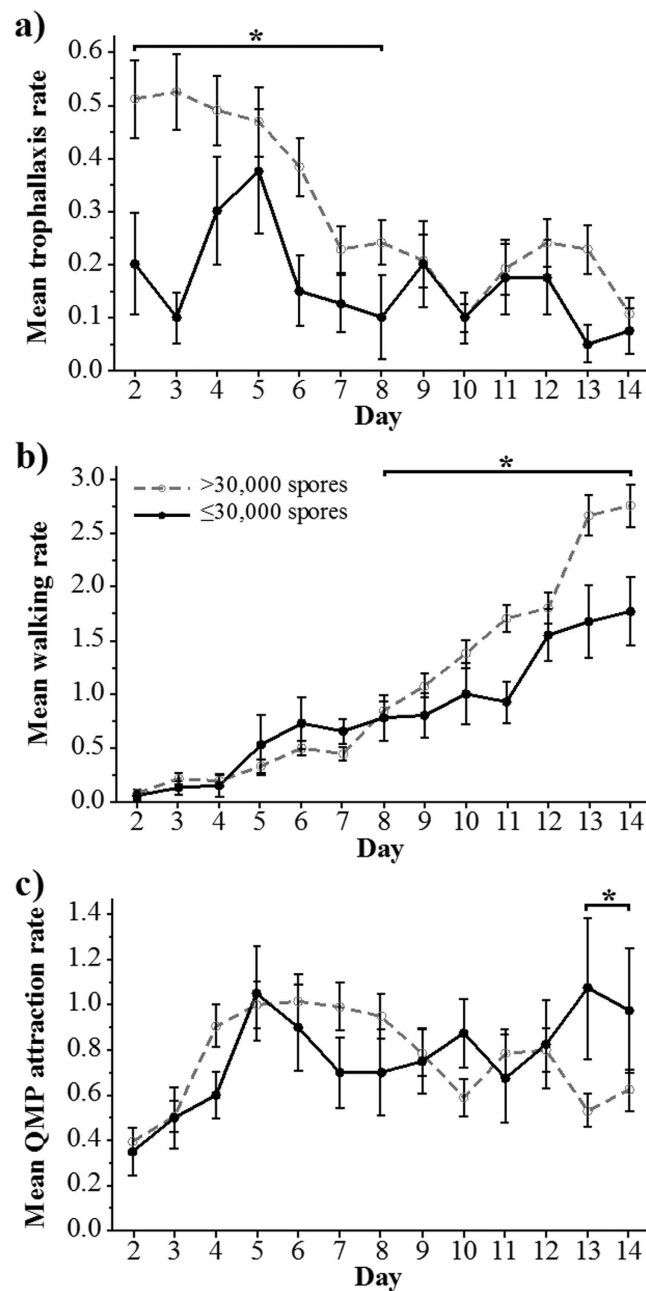 a)
*
Mean trophallaxis rate
0.6
0.5
0.4
0.3
0.2
0.1
0.0
2 3 4 5 6 7 8 9 10 11 12 13 14
Day
b)
*
>30,000 spores
≤30,000 spores
Mean walking rate
3.0
2.5
2.0
1.5
1.0
0.5
0.0
2 3 4 5 6 7 8 9 10 11 12 13 14
Day
c)
*
Mean QMP attraction rate
1.4
1.2
1.0
0.8
0.6
0.4
0.2
0.0
2 3 4 5 6 7 8 9 10 11 12 13 14
Day